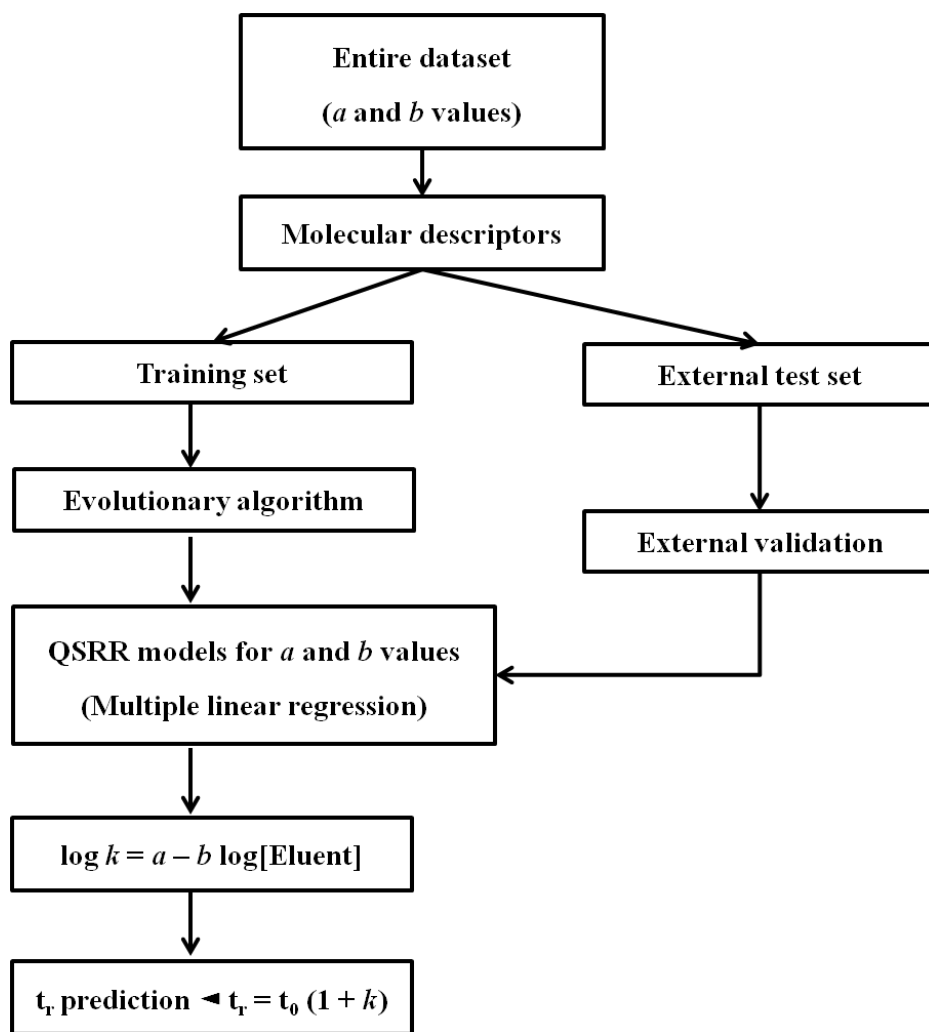 Entire dataset
(a and b values)
Molecular descriptors
Training set
External test set
Evolutionary algorithm
External validation
QSRR models for a and b values
(Multiple linear regression)
log k = a – b log[Eluent]
tᵣ prediction ◄ tᵣ = t₀ (1 + k)